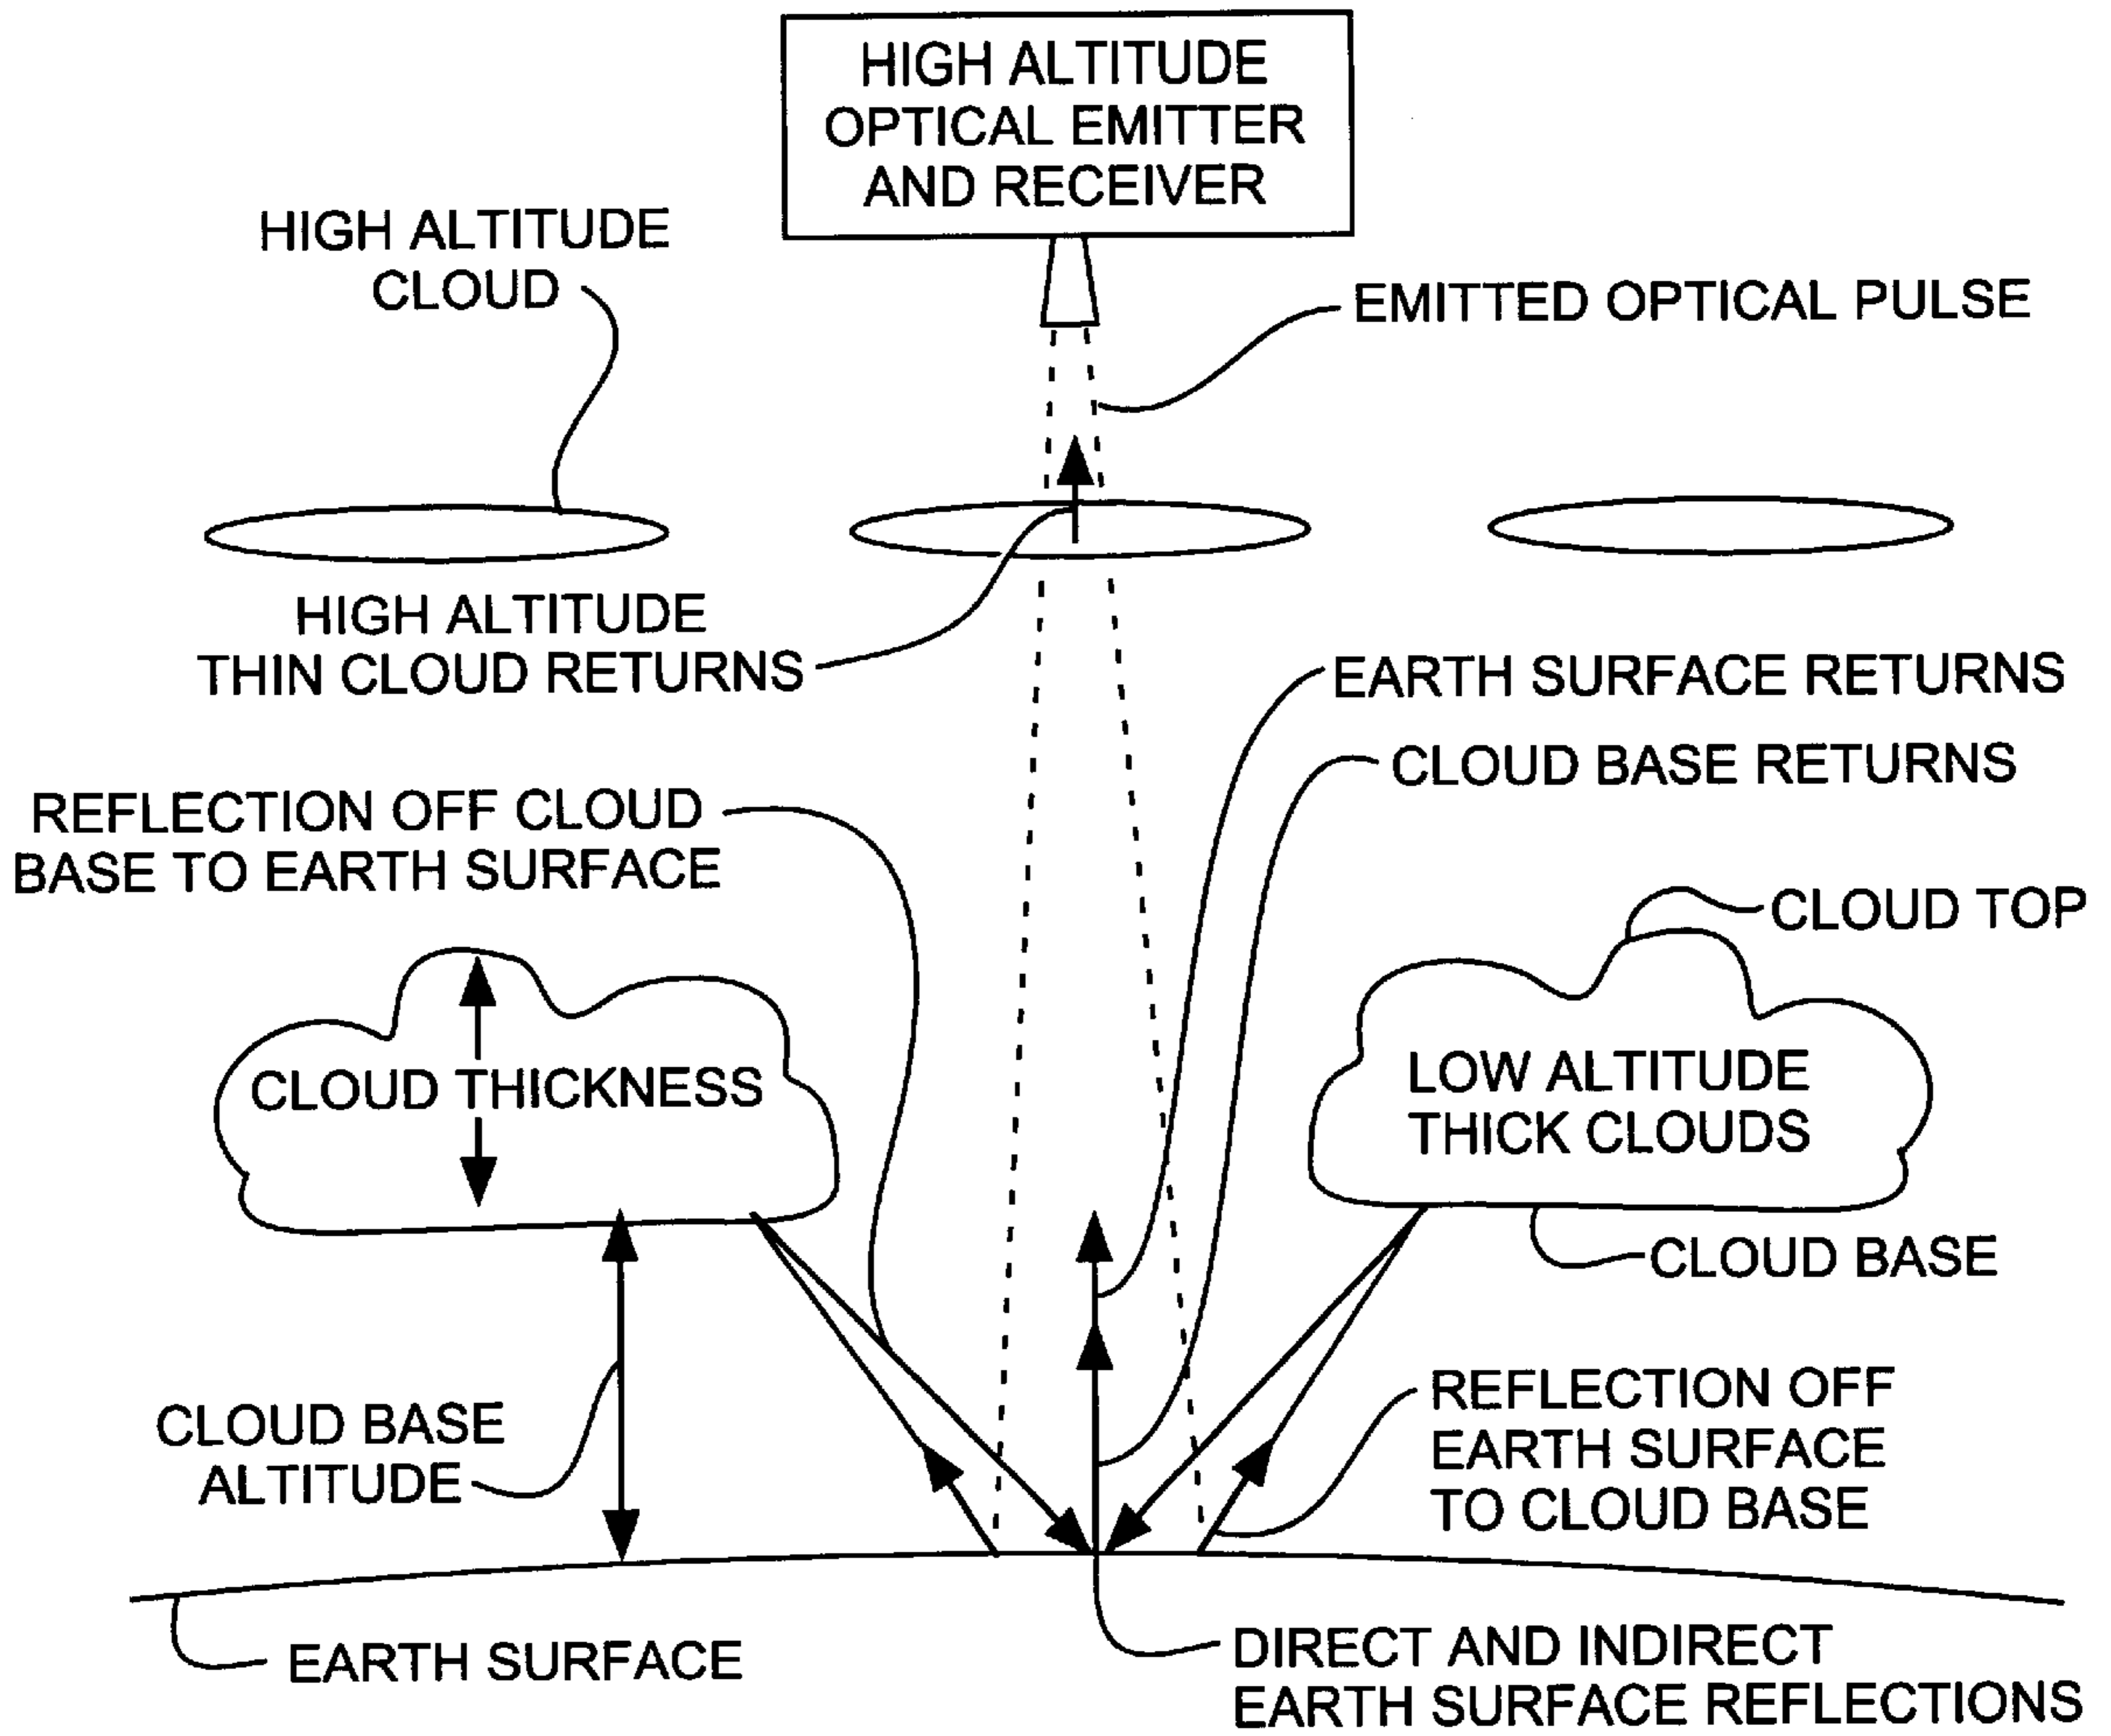 HIGH ALTITUDE
OPTICAL EMITTER
AND RECEIVER
HIGH ALTITUDE
CLOUD
EMITTED OPTICAL PULSE
HIGH ALTITUDE
THIN CLOUD RETURNS
EARTH SURFACE RETURNS
CLOUD BASE RETURNS
REFLECTION OFF CLOUD
BASE TO EARTH SURFACE
CLOUD TOP
CLOUD THICKNESS
LOW ALTITUDE
THICK CLOUDS
CLOUD BASE
CLOUD BASE
ALTITUDE
REFLECTION OFF
EARTH SURFACE
TO CLOUD BASE
EARTH SURFACE
DIRECT AND INDIRECT
EARTH SURFACE REFLECTIONS